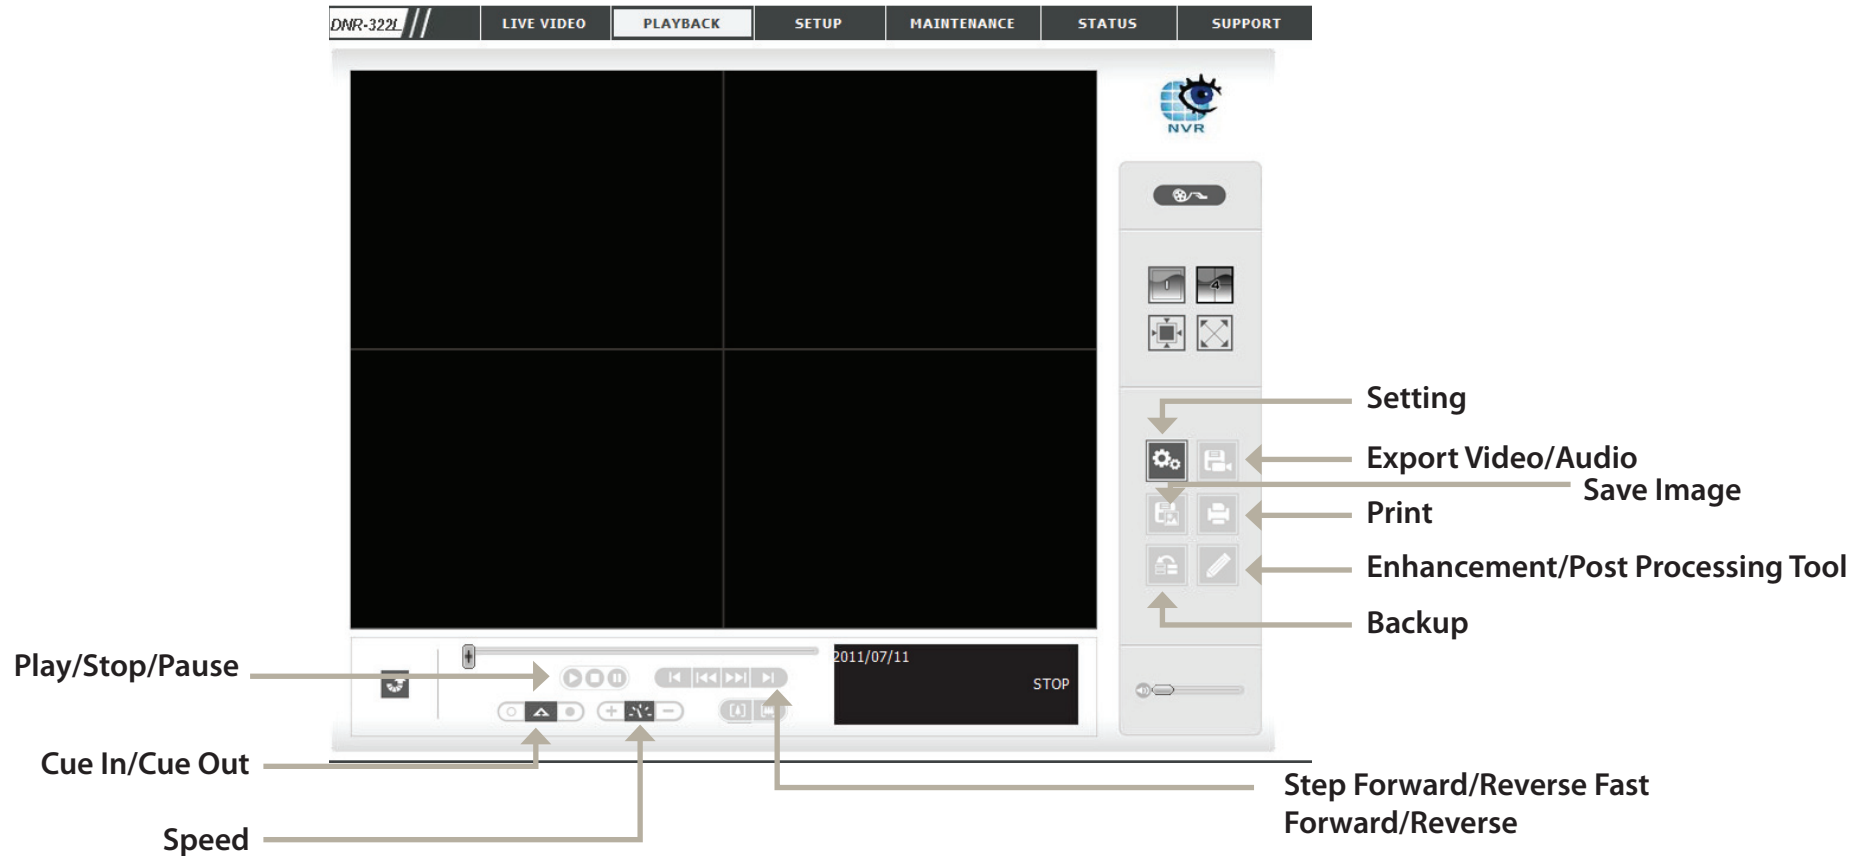 DNR-322L
LIVE VIDEO
PLAYBACK
SETUP
MAINTENANCE
STATUS
SUPPORT
NVR
1
4
Setting
Export Video/Audio
Save Image
Print
Enhancement/Post Processing Tool
Backup
2011/07/11
STOP
Play/Stop/Pause
Cue In/Cue Out
Speed
Step Forward/Reverse Fast
Forward/Reverse